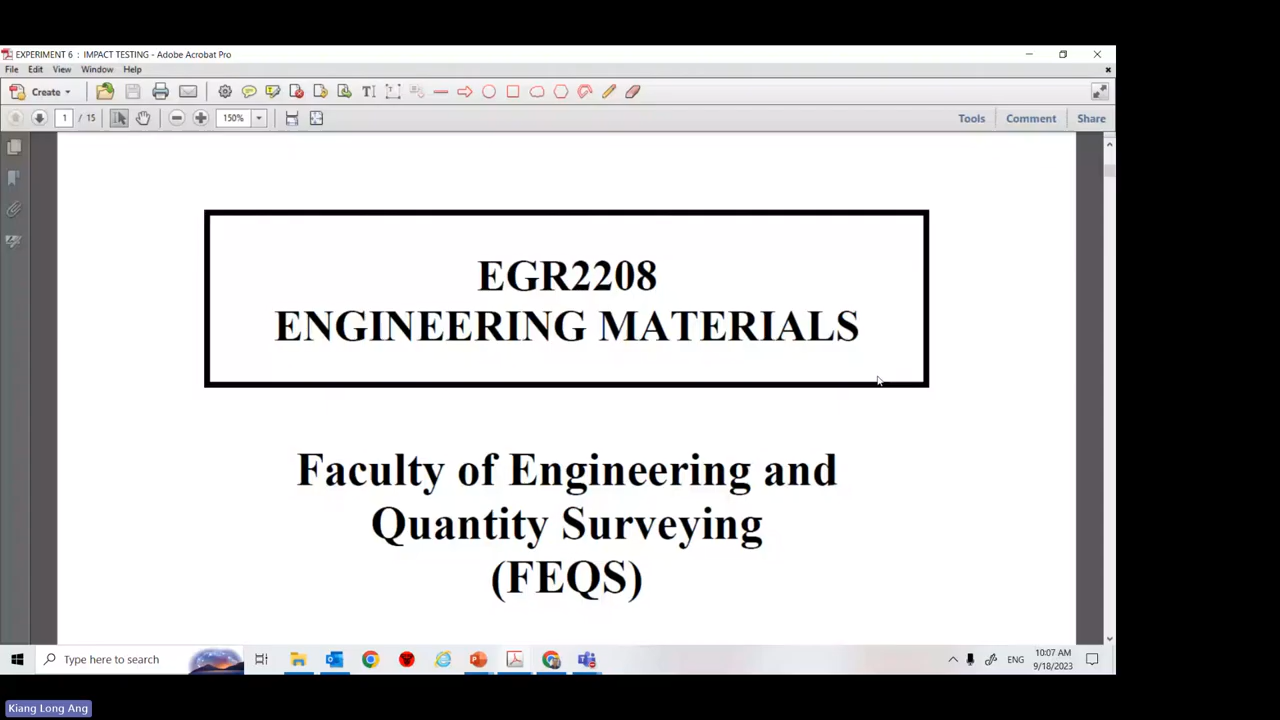 EXPERIMENT 6 : IMPACT TESTING - Adobe Acrobat Pro
File Edit View Window Help
Create
1 / 15 150% Tools Comment Share
EGR2208
ENGINEERING MATERIALS
Faculty of Engineering and
Quantity Surveying
(FEQS)
Type here to search
ENG
10:07 AM
9/18/2023
Kiang Long Ang